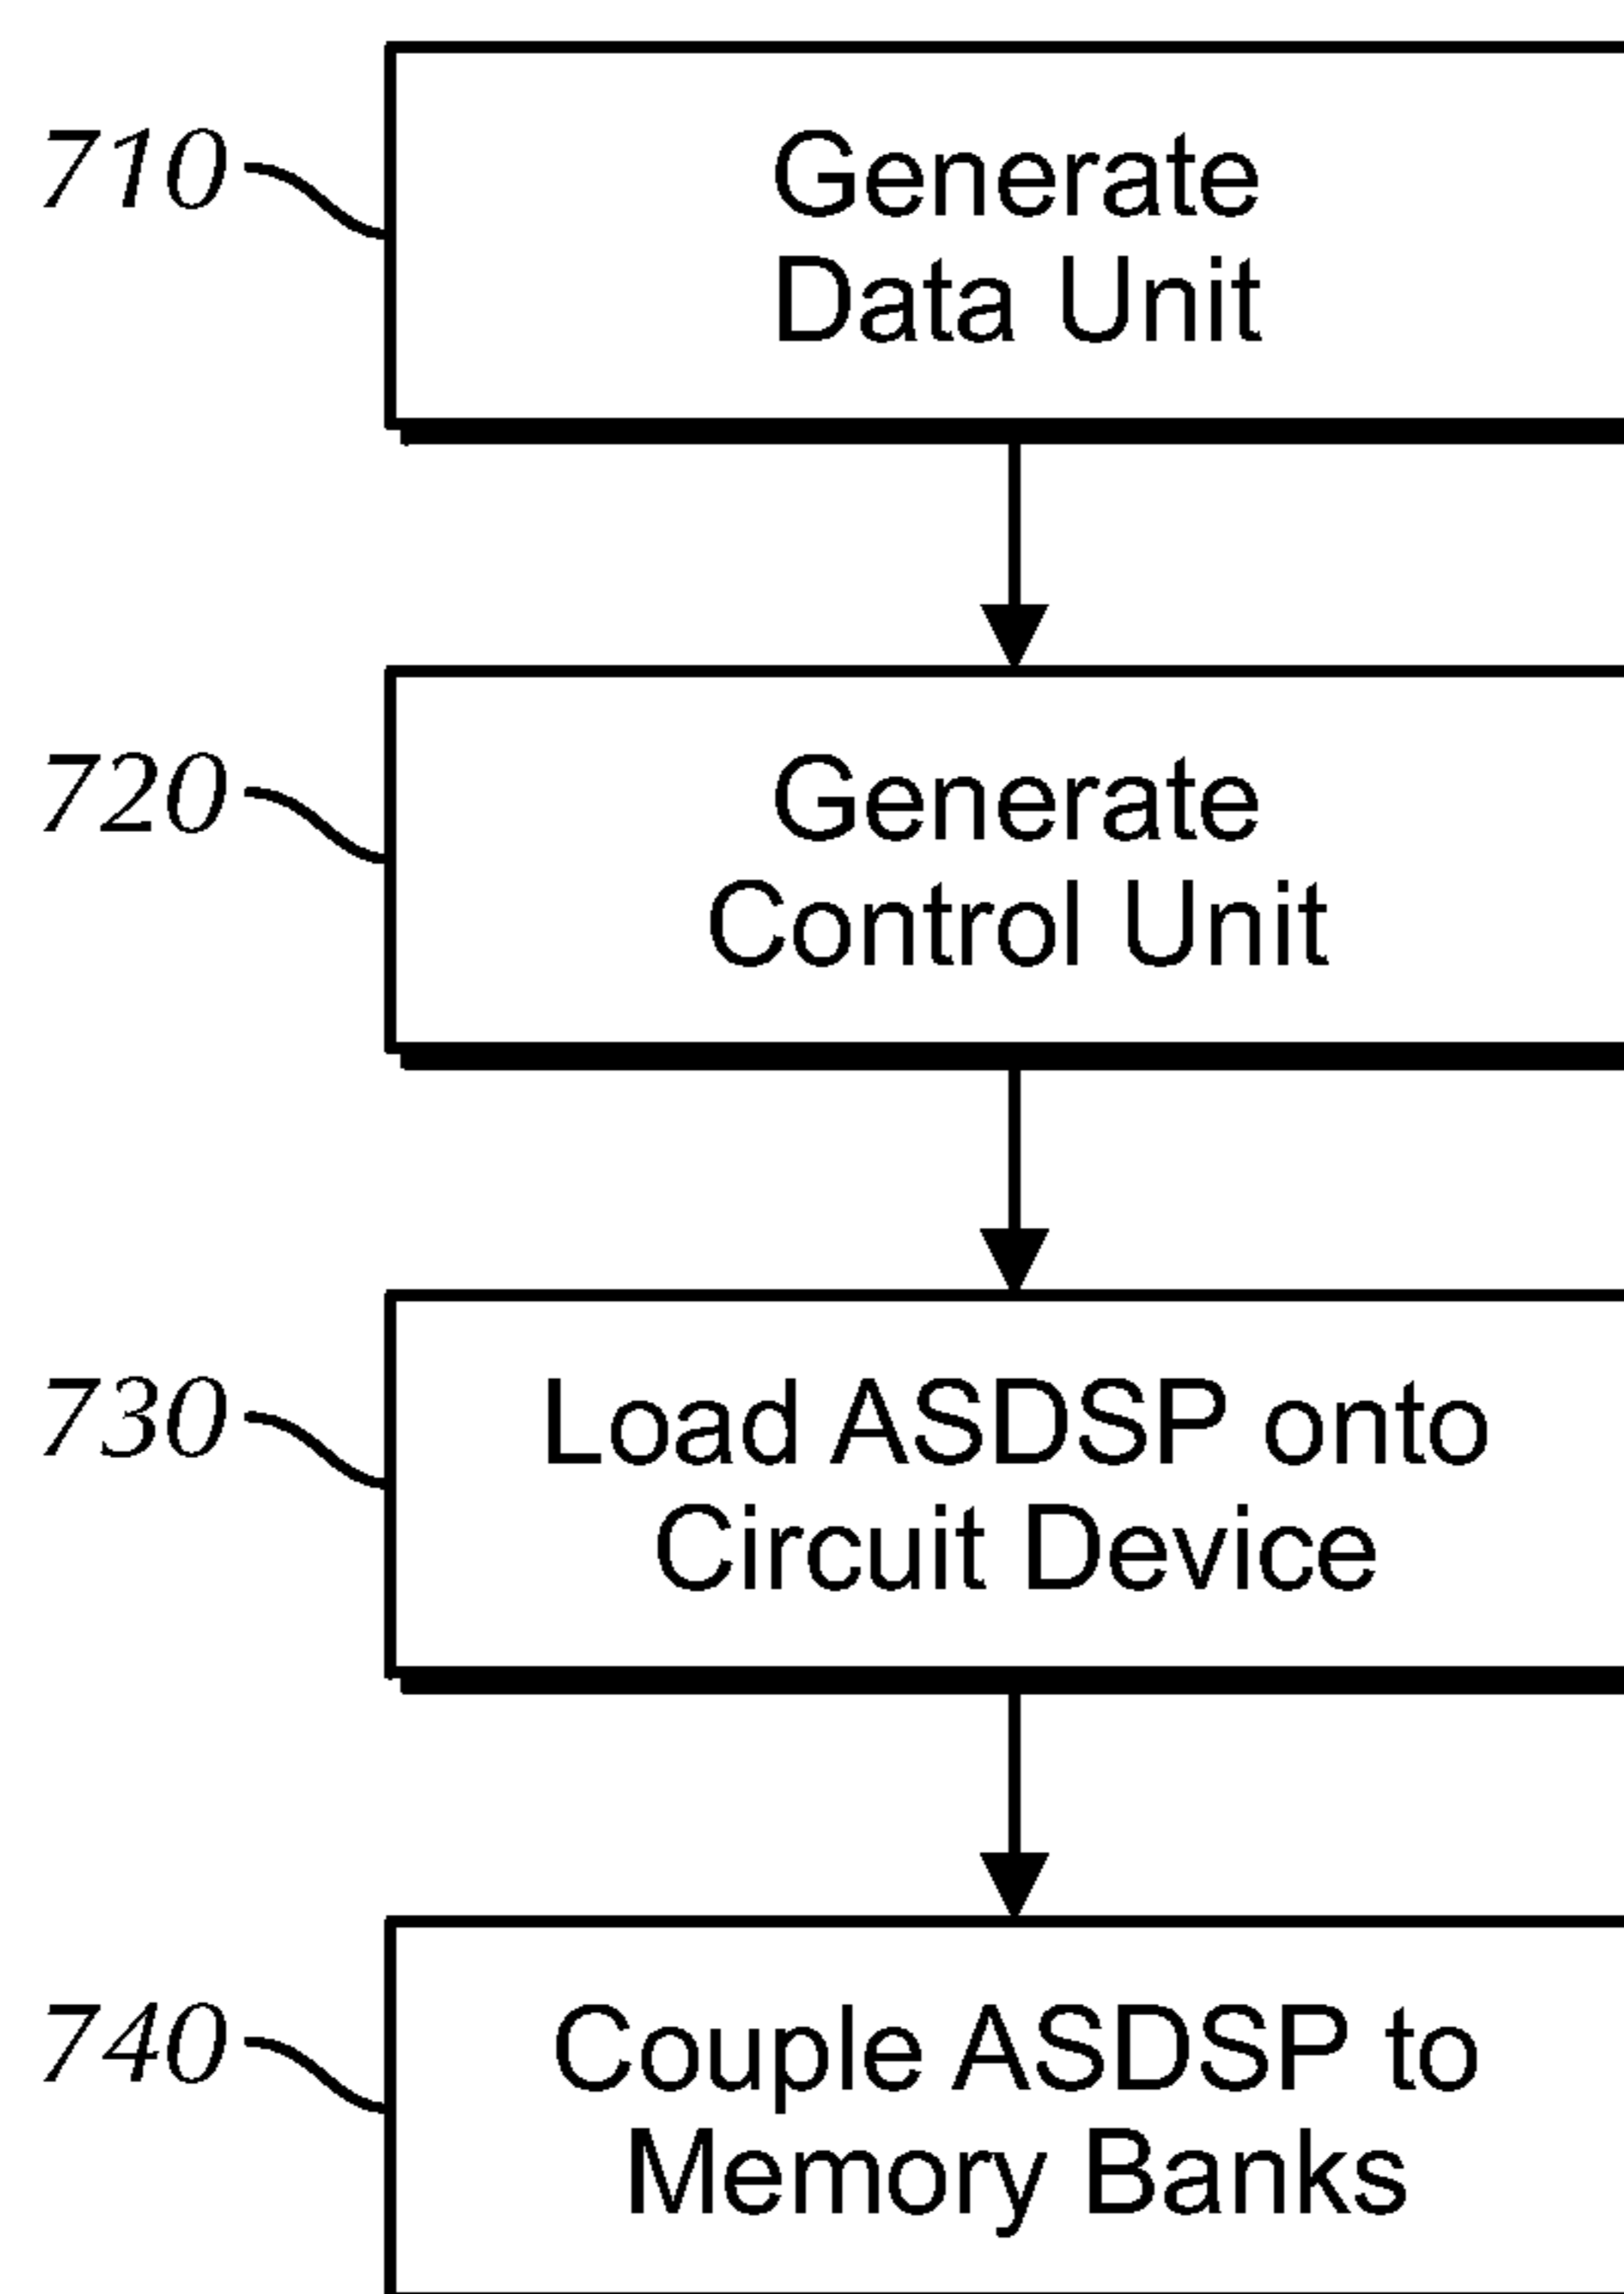 710
Generate
Data Unit
720
Generate
Control Unit
730
Load ASDSP onto
Circuit Device
740
Couple ASDSP to
Memory Banks